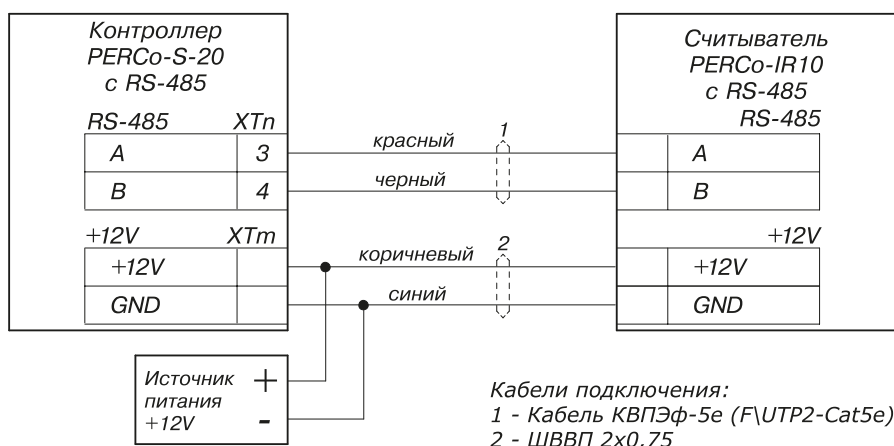 Контроллер
PERCo-S-20
с RS-485
RS-485 XTn
A 3
B 4
+12V XTm
+12V
GND
красный
1
черный
коричневый
2
синий
Считыватель
PERCo-IR10
с RS-485
RS-485
A
B
+12V
+12V
GND
Источник +
питания
+12V -
Кабели подключения:
1 - Кабель КВПЭф-5е (F\UTP2-Cat5e)
2 - ШВВП 2x0,75